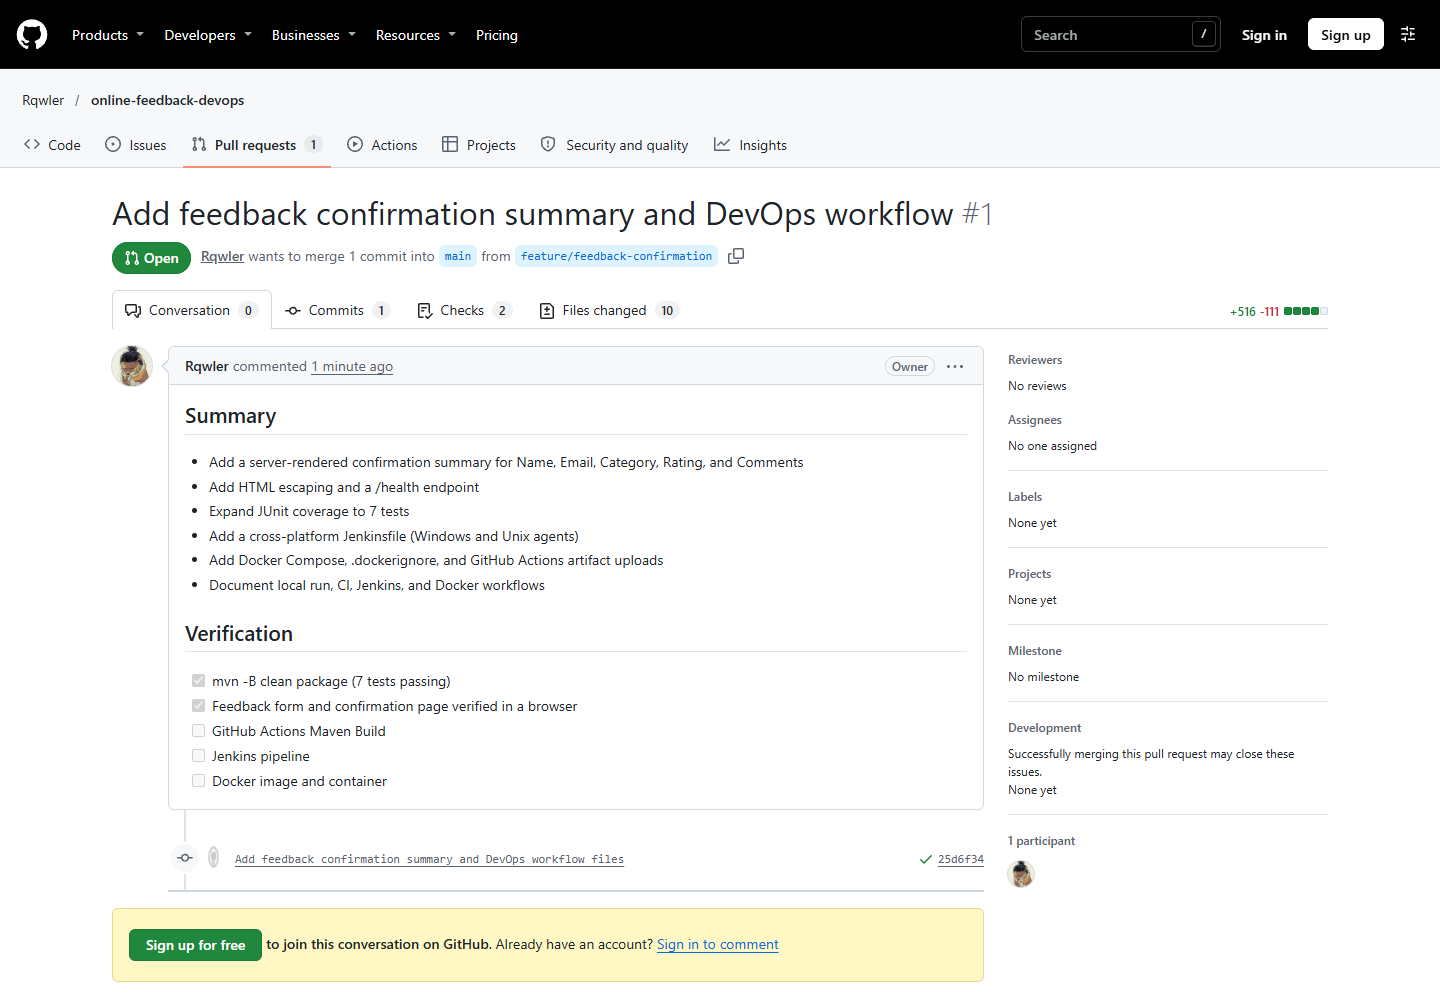 Products Developers Businesses Resources Pricing Search / Sign in Sign up
Rqwler / online-feedback-devops
Code Issues Pull requests 1 Actions Projects Security and quality Insights
Add feedback confirmation summary and DevOps workflow #1
Open Rqwler wants to merge 1 commit into main from feature/feedback-confirmation
Conversation 0 Commits 1 Checks 2 Files changed 10 +516 -111
Rqwler commented 1 minute ago Owner
Summary
Add a server-rendered confirmation summary for Name, Email, Category, Rating, and Comments
Add HTML escaping and a /health endpoint
Expand JUnit coverage to 7 tests
Add a cross-platform Jenkinsfile (Windows and Unix agents)
Add Docker Compose, .dockerignore, and GitHub Actions artifact uploads
Document local run, CI, Jenkins, and Docker workflows
Verification
mvn -B clean package (7 tests passing)
Feedback form and confirmation page verified in a browser
GitHub Actions Maven Build
Jenkins pipeline
Docker image and container
Add feedback confirmation summary and DevOps workflow files 25d6f34
Sign up for free to join this conversation on GitHub. Already have an account? Sign in to comment
Reviewers
No reviews
Assignees
No one assigned
Labels
None yet
Projects
None yet
Milestone
No milestone
Development
Successfully merging this pull request may close these
issues.
None yet
1 participant